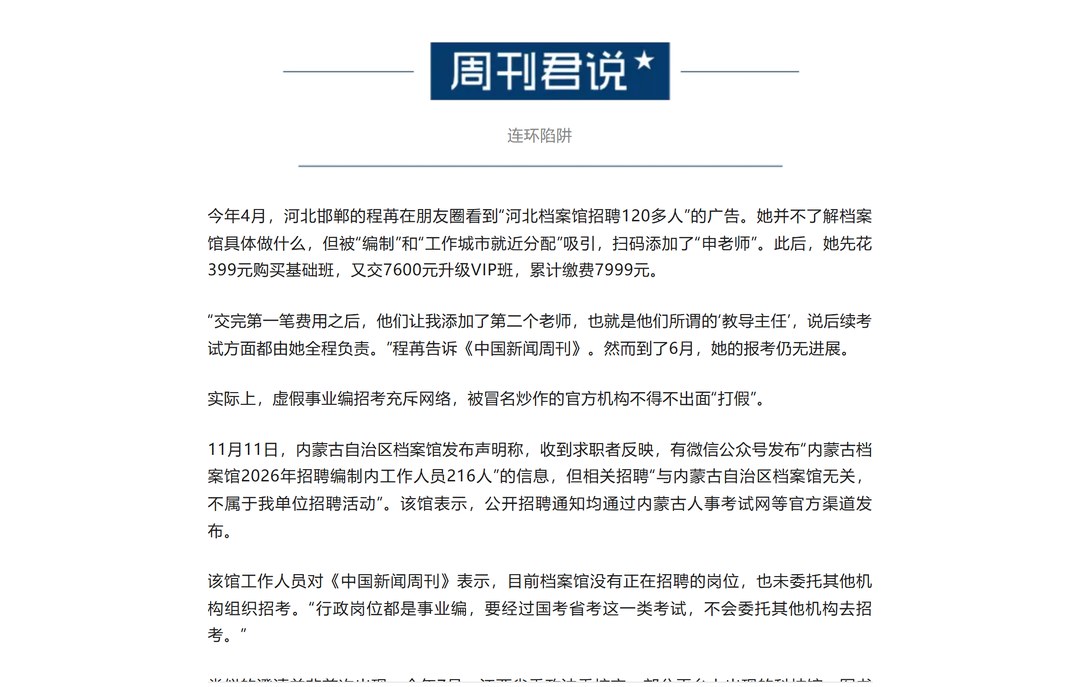 周刊君说
连环陷阱
今年4月，河北邯郸的程苒在朋友圈看到“河北档案馆招聘120多人”的广告。她并不了解档案
馆具体做什么，但被“编制”和“工作城市就近分配”吸引，扫码添加了“申老师”。此后，她先花
399元购买基础班，又交7600元升级VIP班，累计缴费7999元。
“交完第一笔费用之后，他们让我添加了第二个老师，也就是他们所谓的‘教导主任’，说后续考
试方面都由她全程负责。”程苒告诉《中国新闻周刊》。然而到了6月，她的报考仍无进展。
实际上，虚假事业编招考充斥网络，被冒名炒作的官方机构不得不出面“打假”。
11月11日，内蒙古自治区档案馆发布声明称，收到求职者反映，有微信公众号发布“内蒙古档
案馆2026年招聘编制内工作人员216人”的信息，但相关招聘“与内蒙古自治区档案馆无关，
不属于我单位招聘活动”。该馆表示，公开招聘通知均通过内蒙古人事考试网等官方渠道发
布。
该馆工作人员对《中国新闻周刊》表示，目前档案馆没有正在招聘的岗位，也未委托其他机
构组织招考。“行政岗位都是事业编，要经过国考省考这一类考试，不会委托其他机构去招
考。”